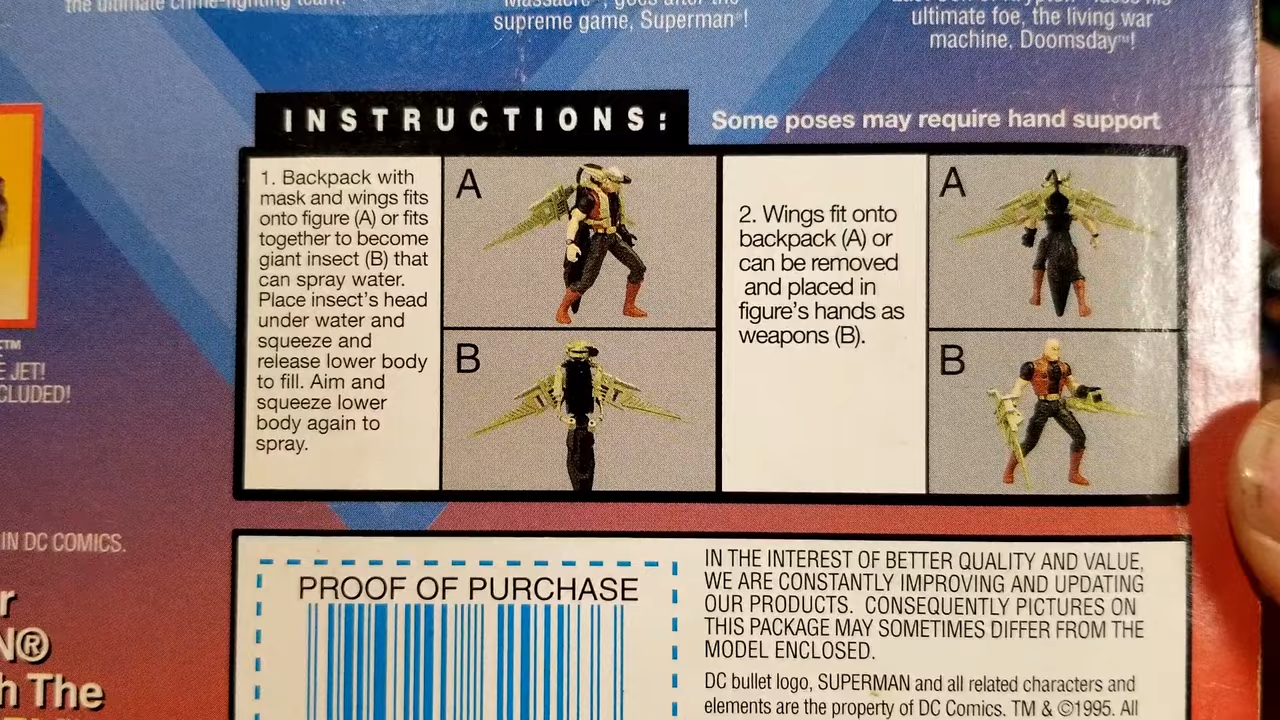 the ultimate crime-fighting team.
Massacre™, goes after the
supreme game, Superman®!
ultimate foe, the living war
machine, Doomsday™!
INSTRUCTIONS:
Some poses may require hand support
1. Backpack with
mask and wings fits
onto figure (A) or fits
together to become
giant insect (B) that
can spray water.
Place insect's head
under water and
squeeze and
release lower body
to fill. Aim and
squeeze lower
body again to
spray.
A
B
2. Wings fit onto
backpack (A) or
can be removed
and placed in
figure's hands as
weapons (B).
A
B
JET!
IN DC COMICS.
N®
The
PROOF OF PURCHASE
IN THE INTEREST OF BETTER QUALITY AND VALUE,
WE ARE CONSTANTLY IMPROVING AND UPDATING
OUR PRODUCTS. CONSEQUENTLY PICTURES ON
THIS PACKAGE MAY SOMETIMES DIFFER FROM THE
MODEL ENCLOSED.
DC bullet logo, SUPERMAN and all related characters and
elements are the property of DC Comics. TM & ©1995. All